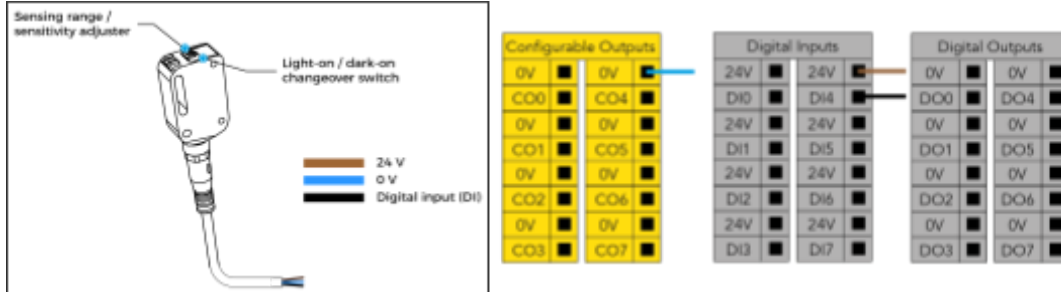 Sensing range /
sensitivity adjuster
Light-on / dark-on
changeover switch
24 V
0 V
Digital input (DI)
Configurable Outputs
0V 0V
CO0 CO4
0V 0V
CO1 CO5
0V 0V
CO2 CO6
0V 0V
CO3 CO7
Digital Inputs
24V 24V
DI0 DI4
24V 24V
DI1 DI5
24V 24V
DI2 DI6
24V 24V
DI3 DI7
Digital Outputs
0V 0V
DO0 DO4
0V 0V
DO1 DO5
0V 0V
DO2 DO6
0V 0V
DO3 DO7